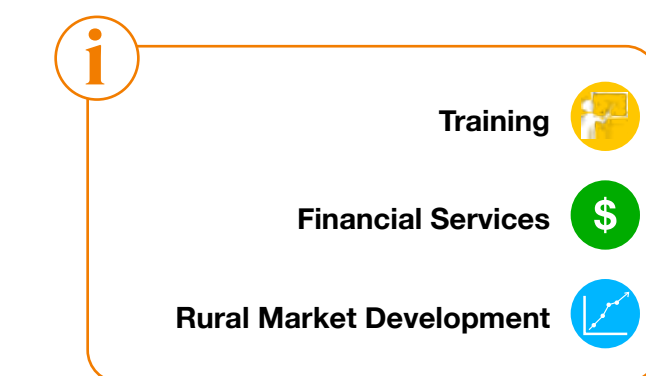 i
Training
Financial Services $
Rural Market Development